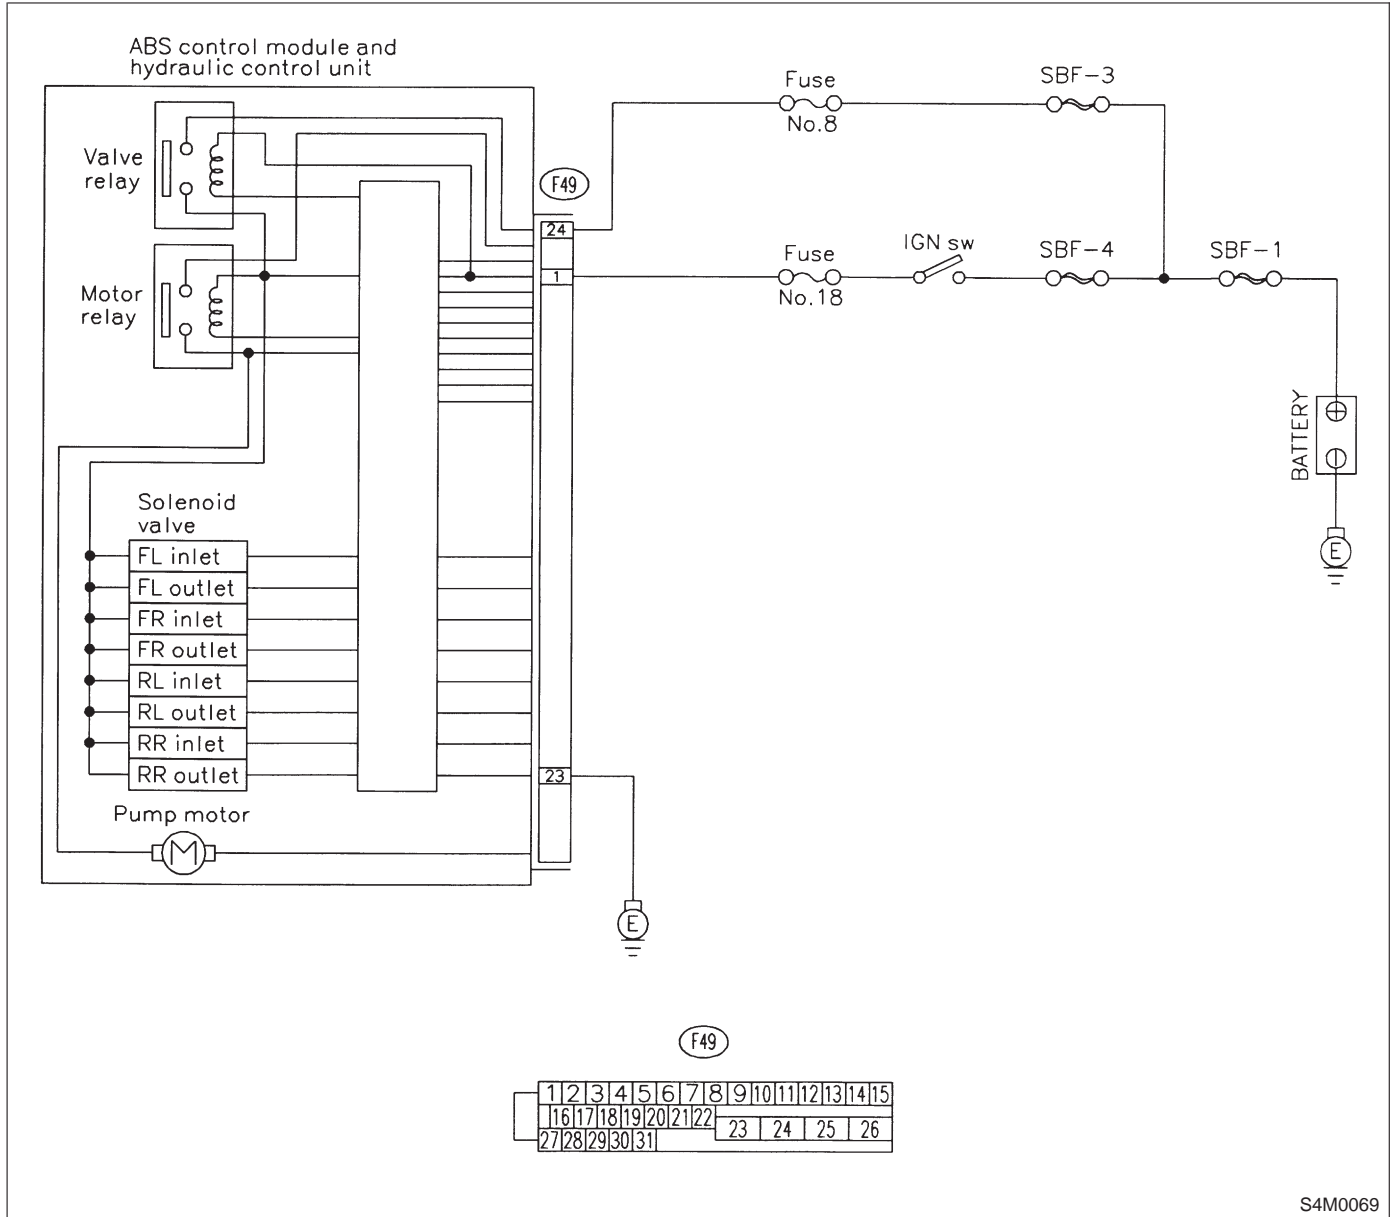 ABS control module and
hydraulic control unit
Valve
relay
Motor
relay
F49
24
1
Fuse
No.8
SBF-3
Fuse
No.18
IGN sw
SBF-4
SBF-1
BATTERY
E
Solenoid
valve
FL inlet
FL outlet
FR inlet
FR outlet
RL inlet
RL outlet
RR inlet
RR outlet
23
Pump motor
M
E
F49
1 2 3 4 5 6 7 8 9 10 11 12 13 14 15
16 17 18 19 20 21 22
23 24 25 26
27 28 29 30 31
S4M0069